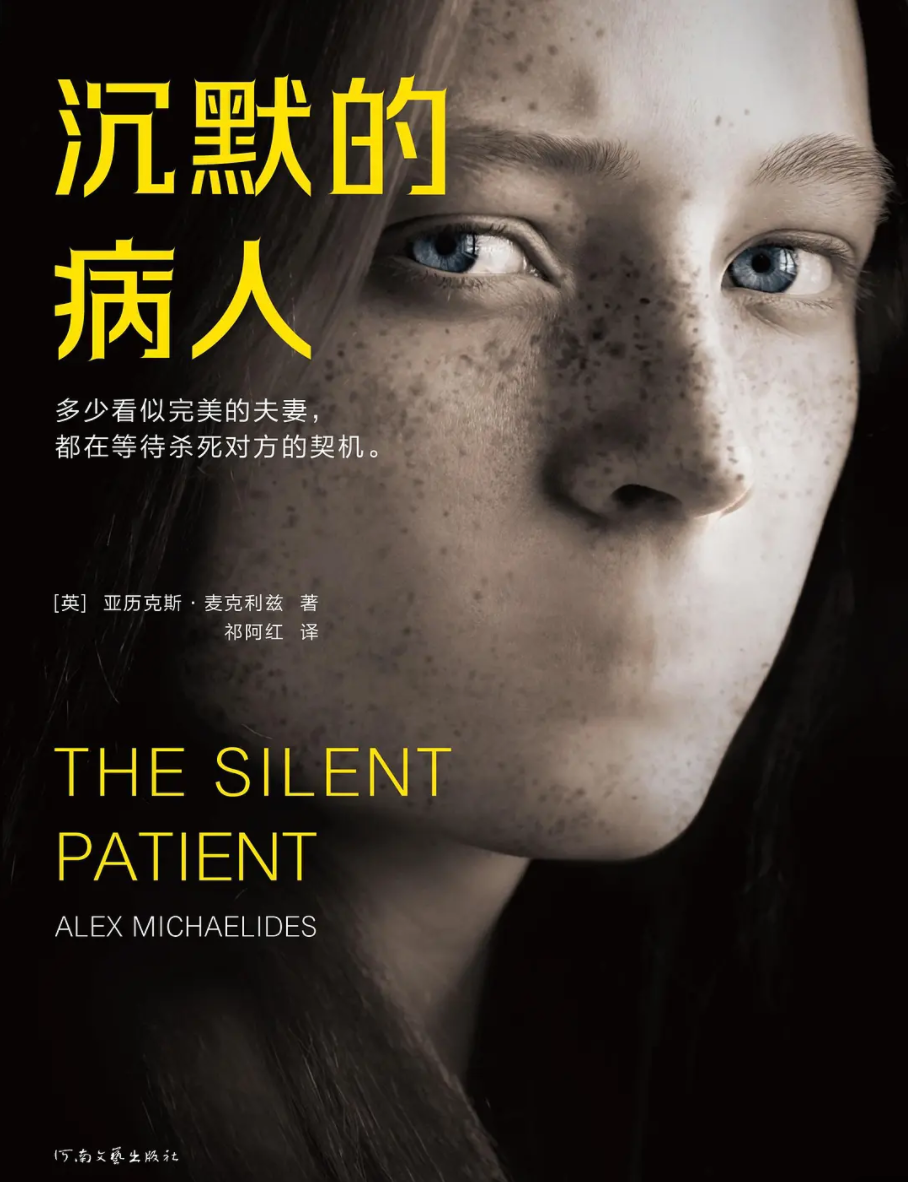 沉默的
病人
多少看似完美的夫妻，
都在等待杀死对方的契机。
[英] 亚历克斯·麦克利兹 著
祁阿红 译
THE SILENT
PATIENT
ALEX MICHAELIDES
河南文艺出版社